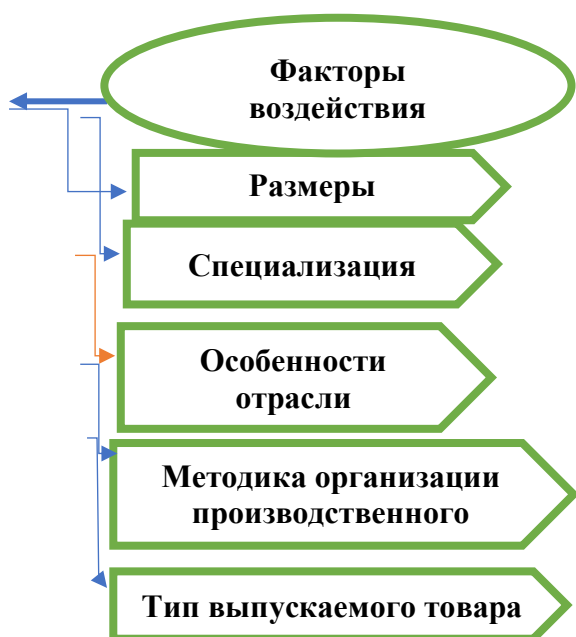 Факторы
воздействия
Размеры
Специализация
Особенности
отрасли
Методика организации
производственного
Тип выпускаемого товара